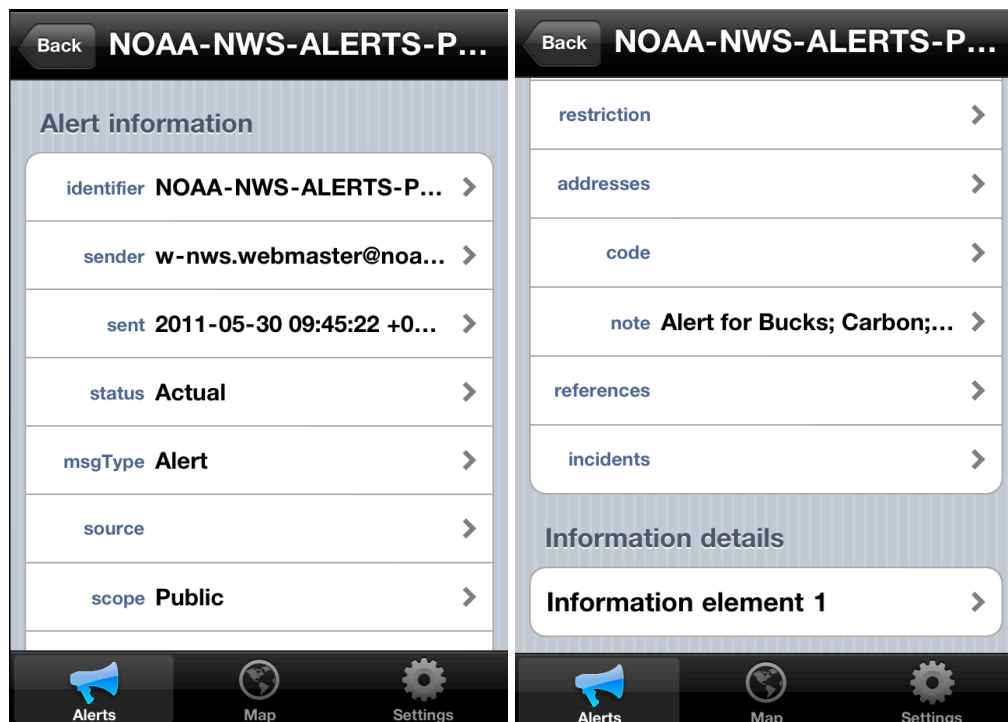 Back NOAA-NWS-ALERTS-P...
Alert information
identifier NOAA-NWS-ALERTS-P...
sender w-nws.webmaster@noa...
sent 2011-05-30 09:45:22 +0...
status Actual
msgType Alert
source
scope Public
Alerts Map Settings
Back NOAA-NWS-ALERTS-P...
restriction
addresses
code
note Alert for Bucks; Carbon;...
references
incidents
Information details
Information element 1
Alerts Map Settings